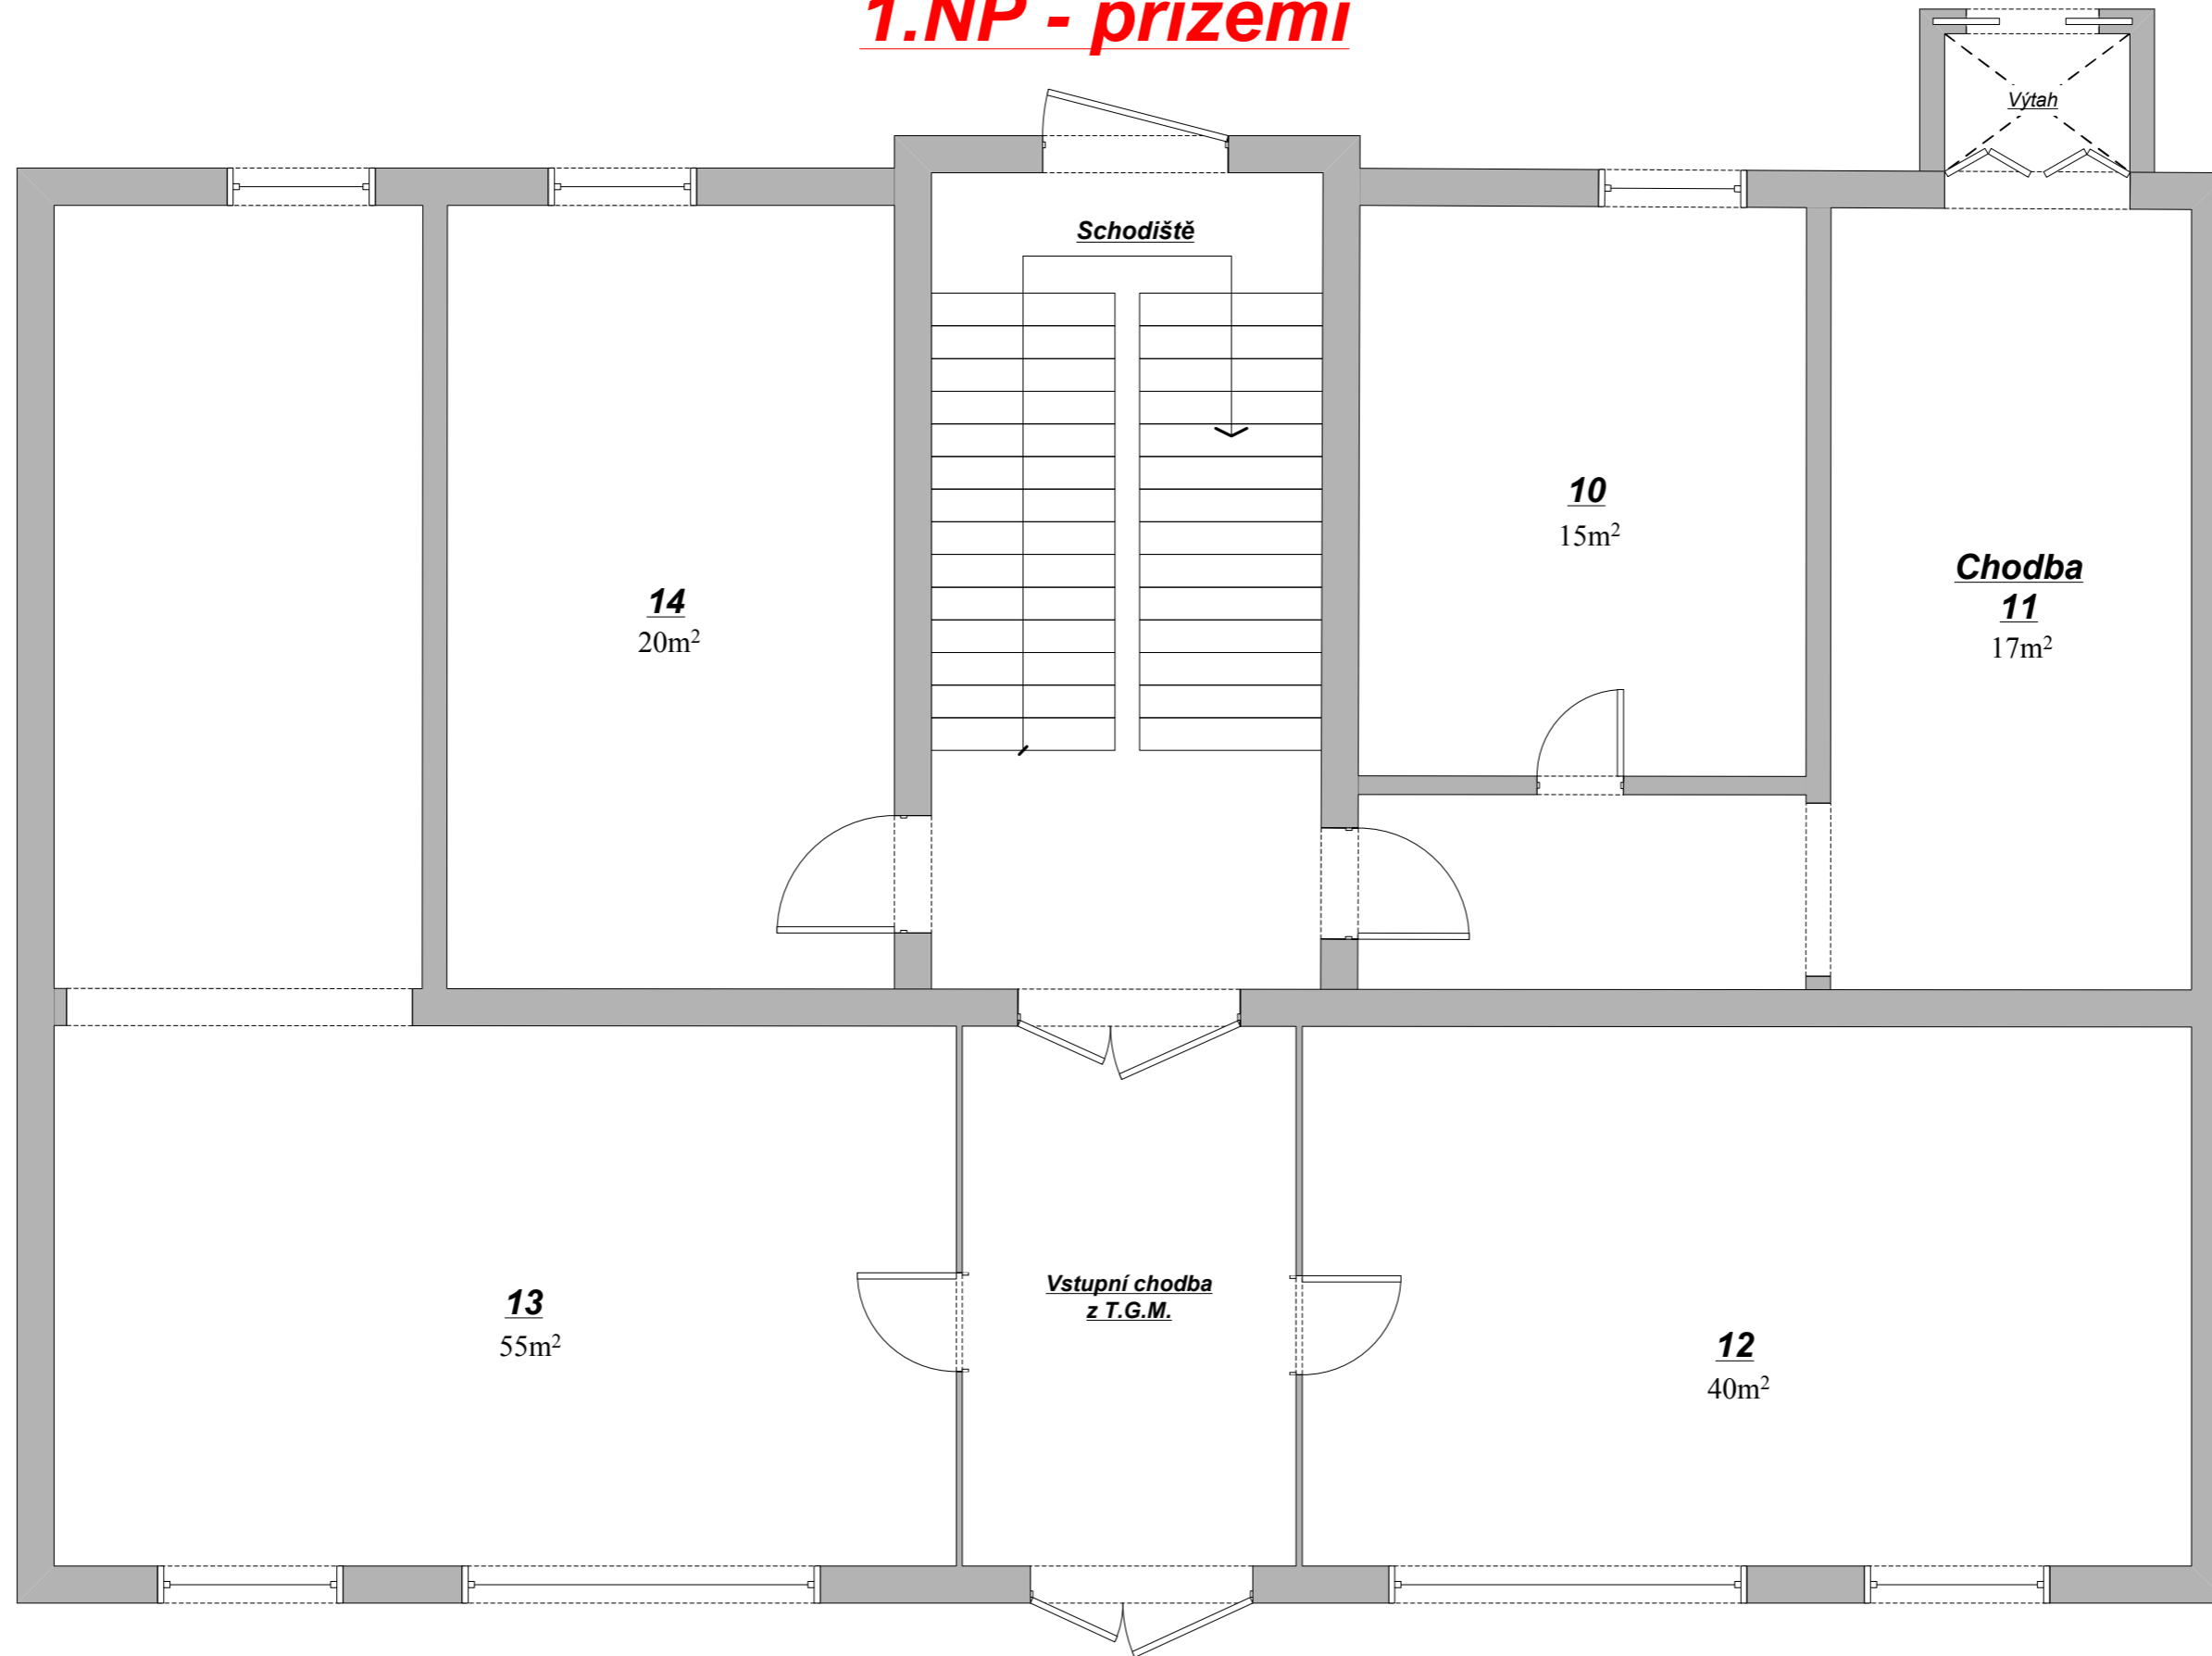 1.NP - přízemí
Výtah
Schodiště
10
15m²
Chodba
11
17m²
14
20m²
13
55m²
Vstupní chodba
z T.G.M.
12
40m²